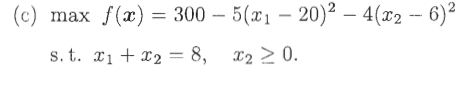 (c) max f(x) = 300 − 5(x₁ − 20)² − 4(x₂ − 6)²
s. t. x₁ + x₂ = 8, x₂ ≥ 0.